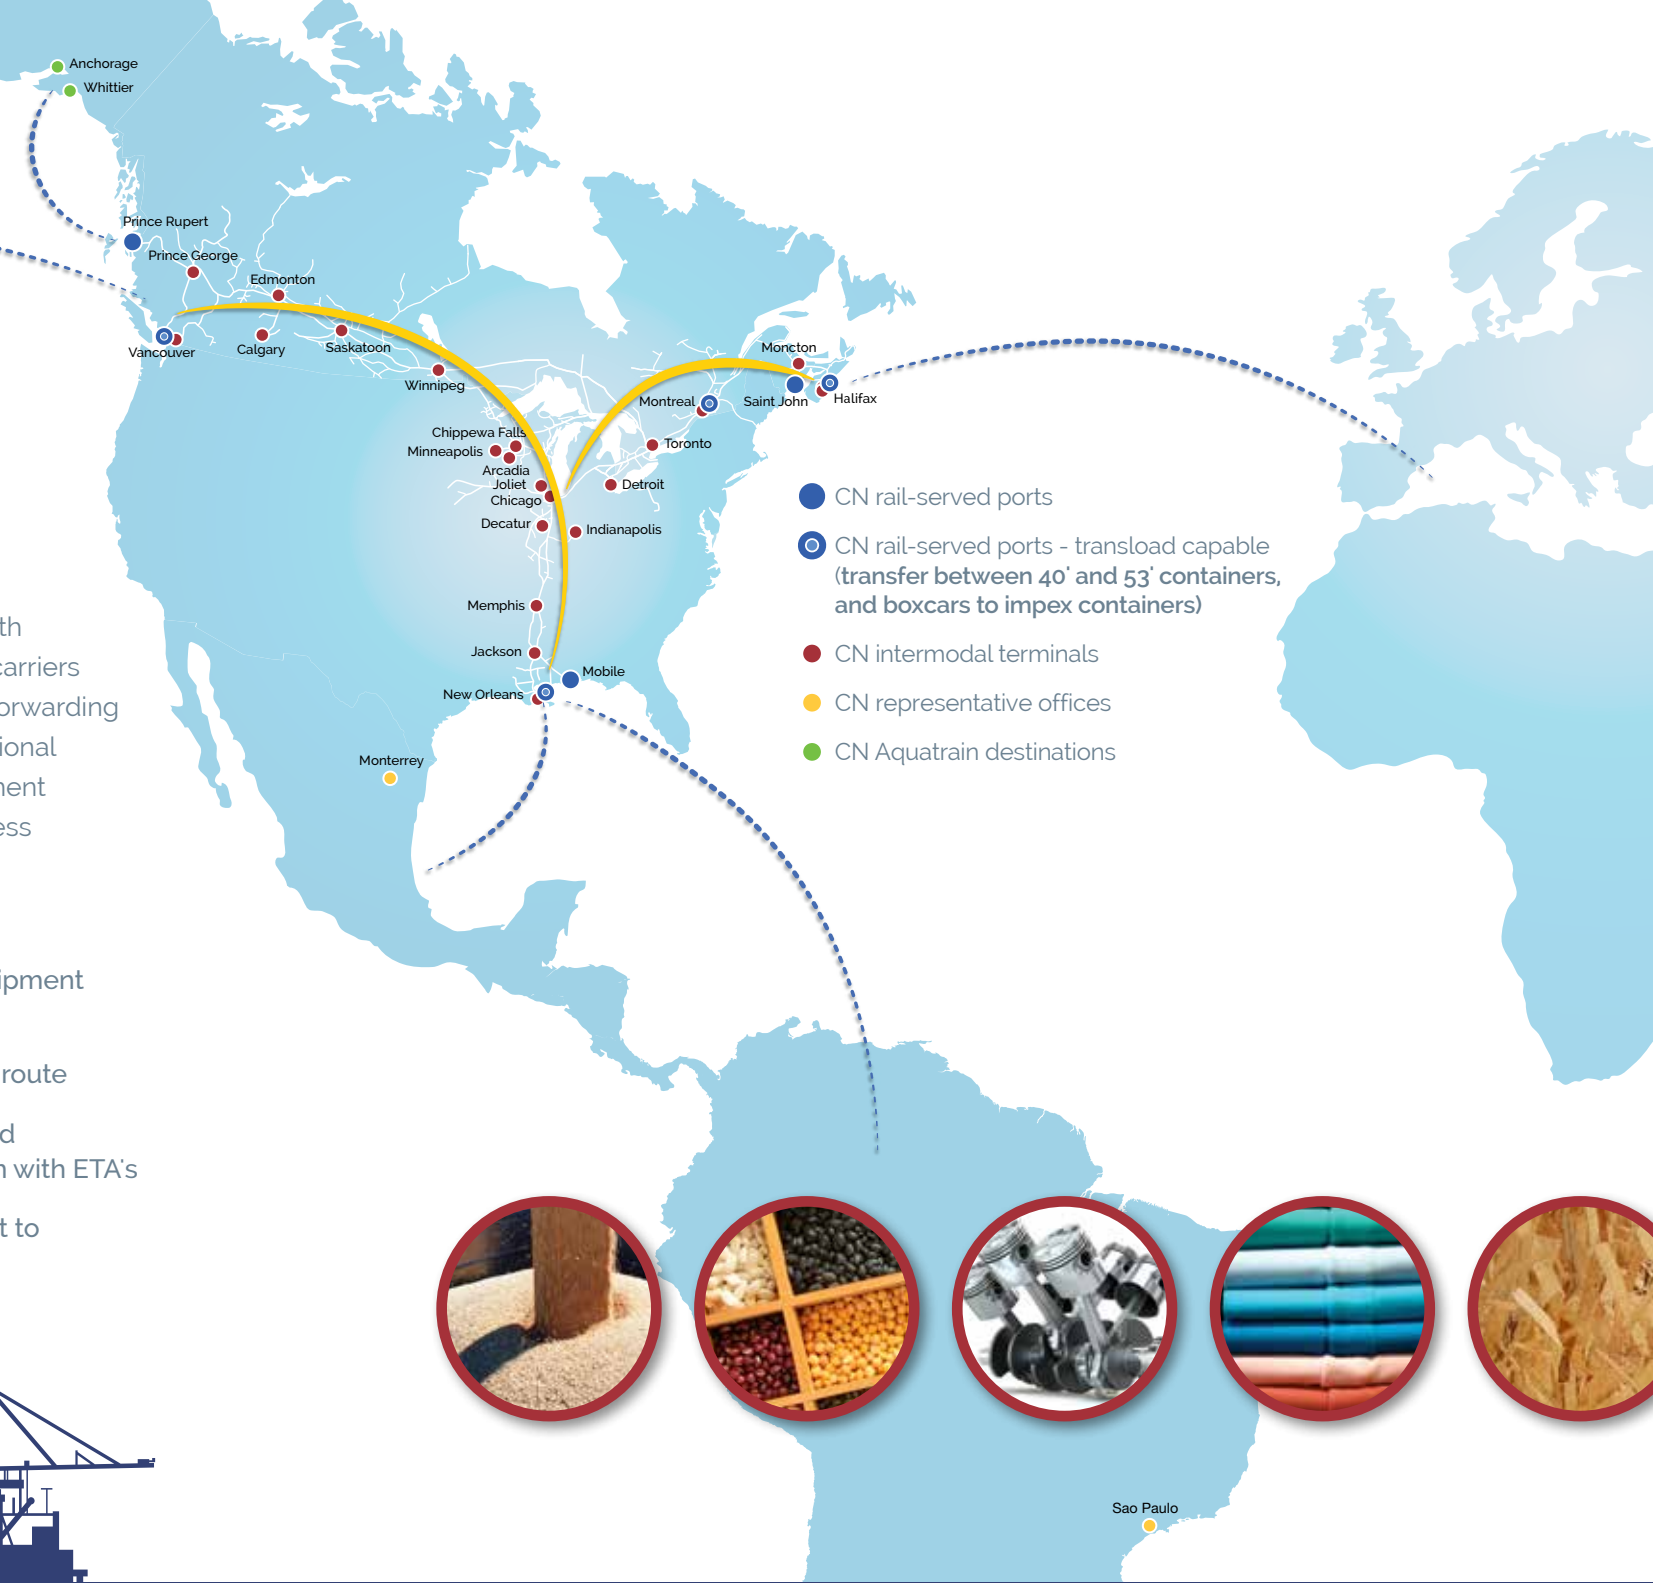 Anchorage
Whittier
Prince Rupert
Prince George
Edmonton
Vancouver
Calgary
Saskatoon
Winnipeg
Moncton
Montreal
Saint John
Halifax
Chippewa Falls
Minneapolis
Toronto
Arcadia
Joliet
Detroit
Chicago
Decatur
Indianapolis
Memphis
Jackson
Mobile
New Orleans
Monterrey
CN rail-served ports
CN rail-served ports - transload capable
(transfer between 40' and 53' containers,
and boxcars to impex containers)
CN intermodal terminals
CN representative offices
CN Aquatrain destinations
th
carriers
orwarding
ional
nent
ess
ipment
route
d
n with ETA's
t to
Sao Paulo